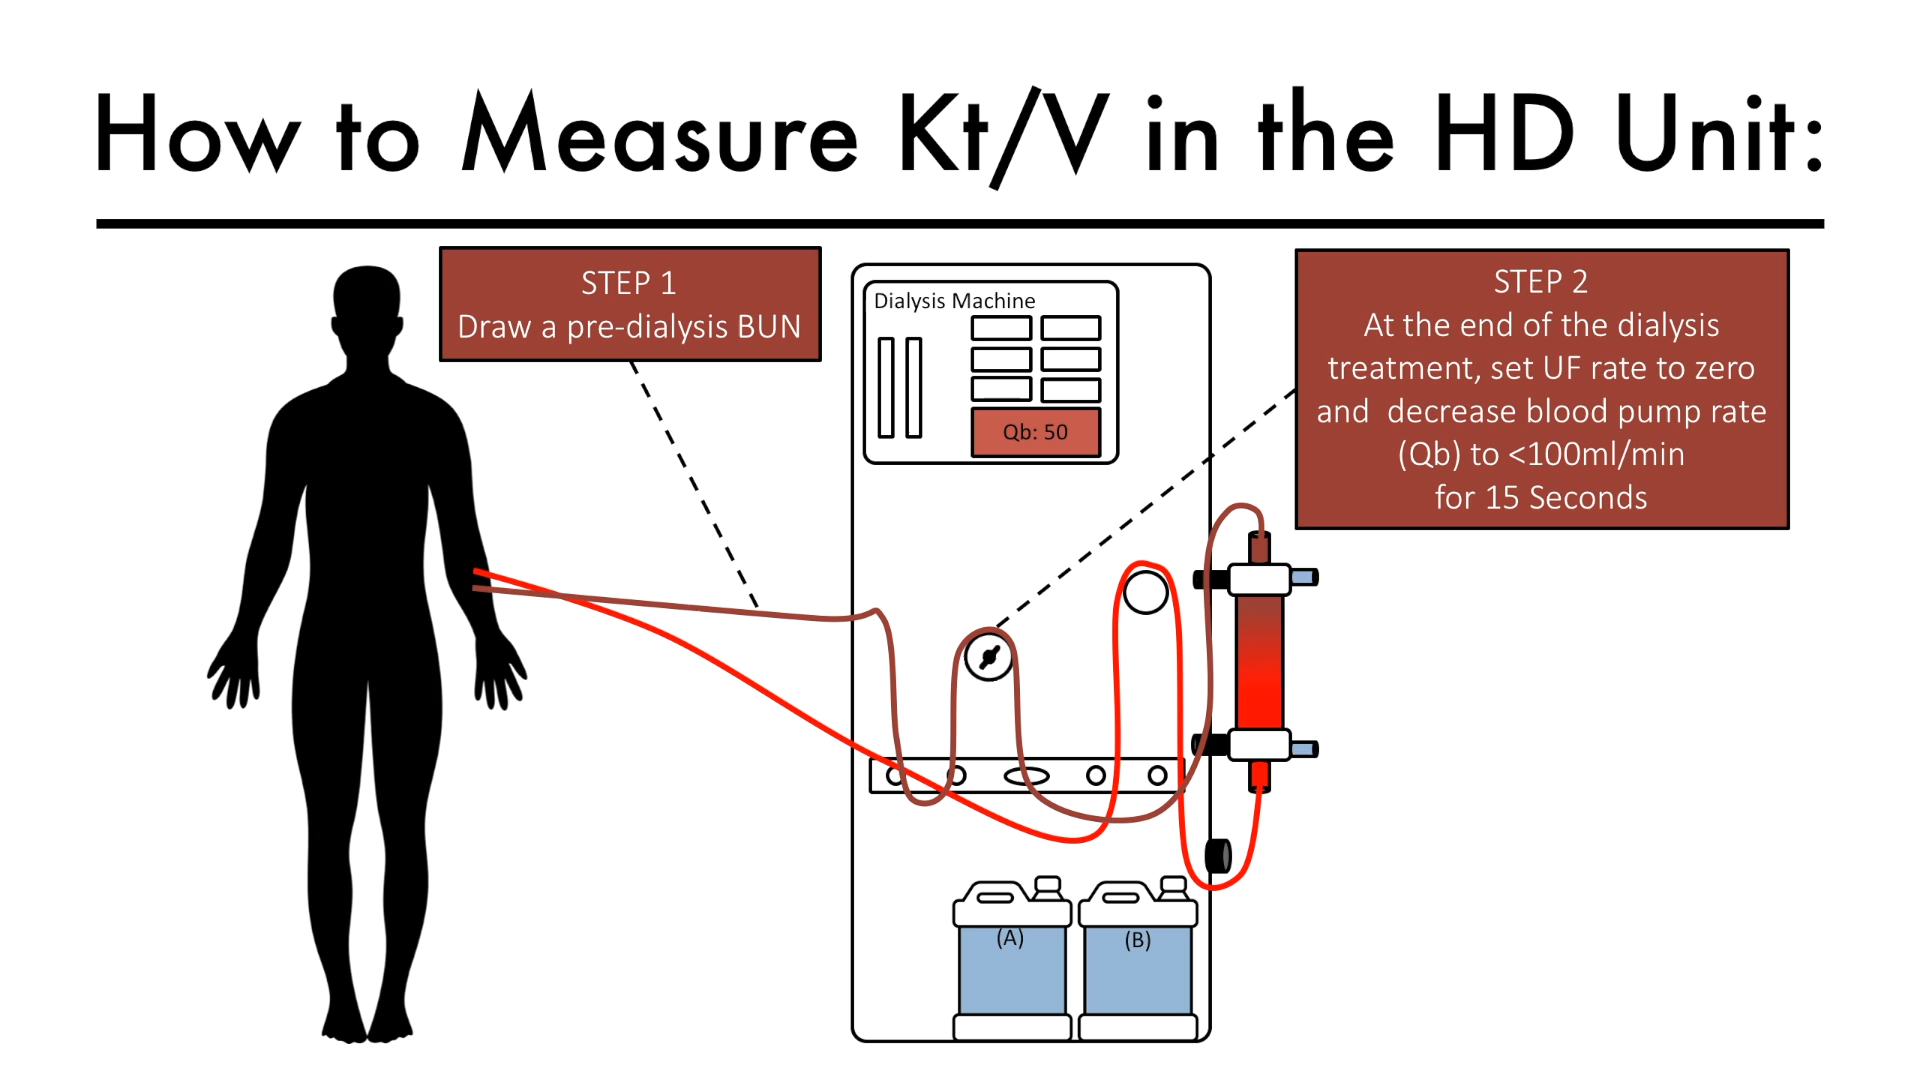 How to Measure Kt/V in the HD Unit:
STEP 1
Draw a pre-dialysis BUN
Dialysis Machine
Qb: 50
STEP 2
At the end of the dialysis
treatment, set UF rate to zero
and decrease blood pump rate
(Qb) to <100ml/min
for 15 Seconds
(A)
(B)